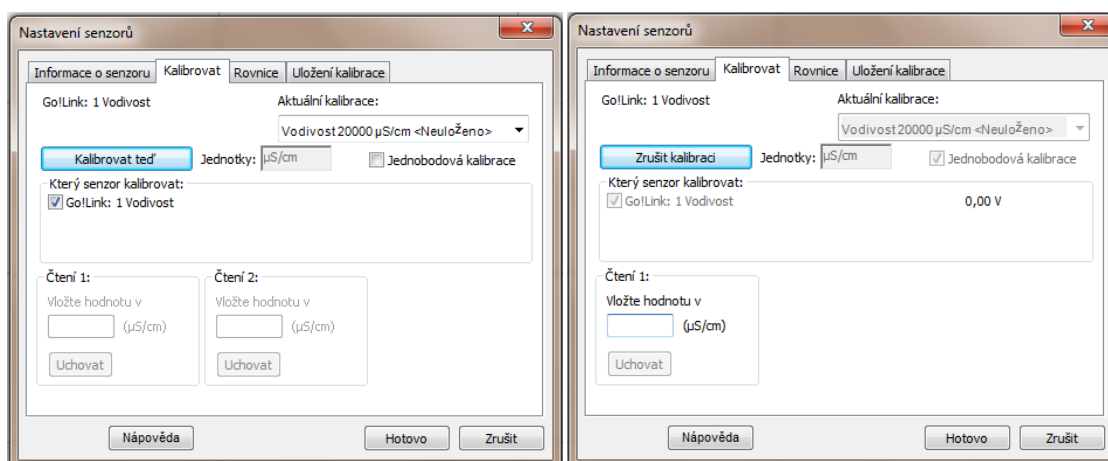 Nastavení senzorů
Informace o senzoru Kalibrovat Rovnice Uložení kalibrace
Go!Link: 1 Vodivost Aktuální kalibrace:
Vodivost 20000 µS/cm <Neuloženo>
Kalibrovat teď Jednotky: µS/cm Jednobodová kalibrace
Který senzor kalibrovat:
Go!Link: 1 Vodivost
Čtení 1: Čtení 2:
Vložte hodnotu v Vložte hodnotu v
(µS/cm) (µS/cm)
Uchovat Uchovat
Nápověda Hotovo Zrušit
Nastavení senzorů
Informace o senzoru Kalibrovat Rovnice Uložení kalibrace
Go!Link: 1 Vodivost Aktuální kalibrace:
Vodivost 20000 µS/cm <Neuloženo>
Zrušit kalibraci Jednotky: µS/cm Jednobodová kalibrace
Který senzor kalibrovat:
Go!Link: 1 Vodivost 0,00 V
Čtení 1:
Vložte hodnotu v
(µS/cm)
Uchovat
Nápověda Hotovo Zrušit